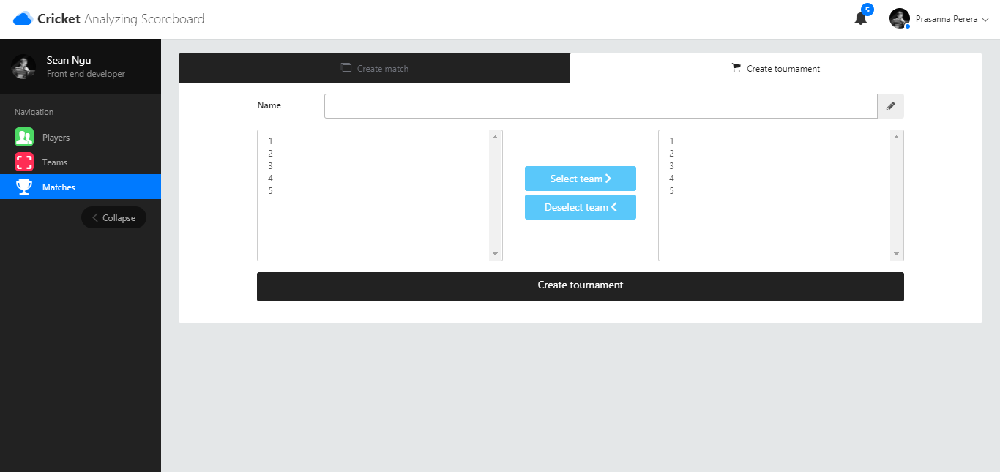 Cricket Analyzing Scoreboard
5
Prasanna Perera
Sean Ngu
Front end developer
Navigation
Players
Teams
Matches
Collapse
Create match
Create tournament
Name
1
2
3
4
5
Select team
Deselect team
1
2
3
4
5
Create tournament